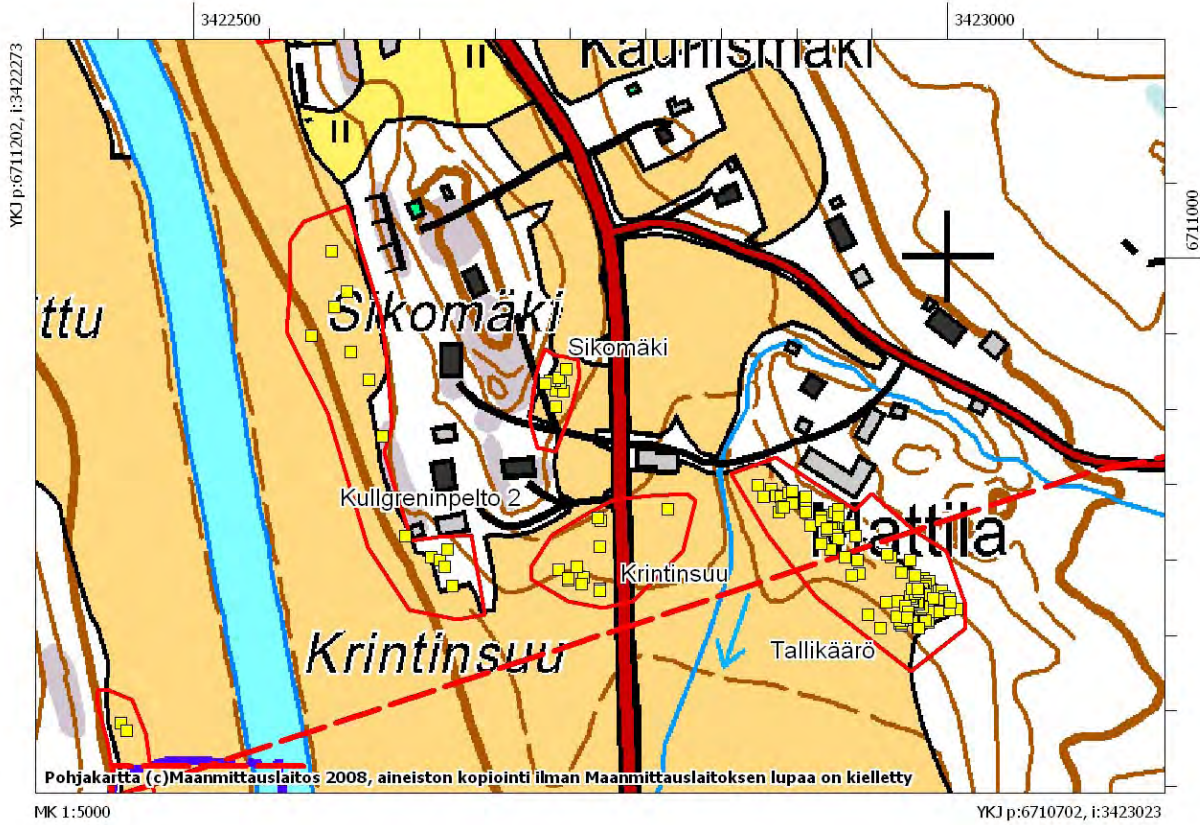 3422500
3423000
YKJ p:6711202, i:3422273
Kaunismäki
II
II
6711000
ittu
Sikomäki
Sikomäki
Kullgreninpelto 2
Mattila
Krintinsuu
Krintinsuu
Tallikäärö
Pohjakartta (c)Maanmittauslaitos 2008, aineiston kopiointi ilman Maanmittauslaitoksen lupaa on kielletty
MK 1:5000
YKJ p:6710702, i:3423023